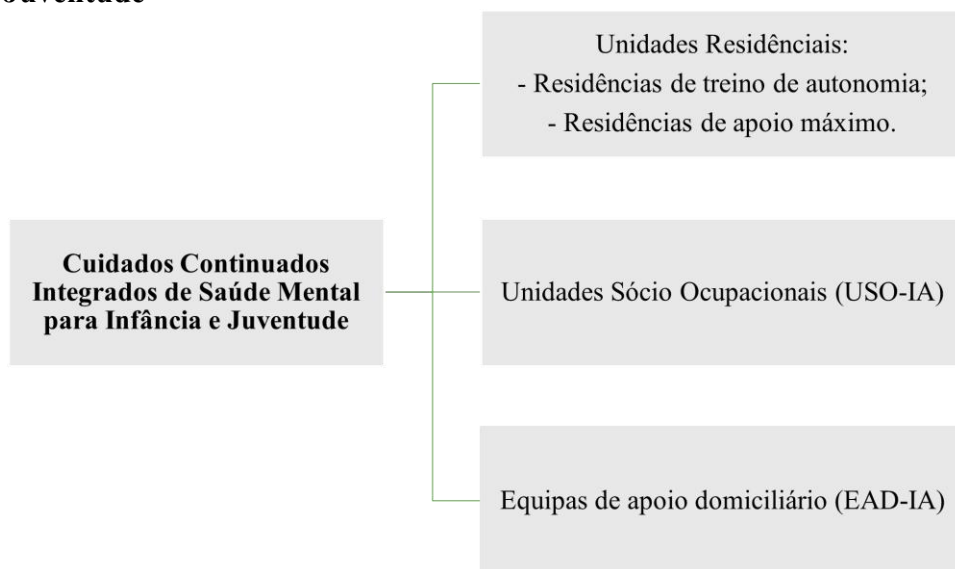 Juventude
Unidades Residênciais:
- Residências de treino de autonomia;
- Residências de apoio máximo.
Cuidados Continuados
Integrados de Saúde Mental
para Infância e Juventude
Unidades Sócio Ocupacionais (USO-IA)
Equipas de apoio domiciliário (EAD-IA)